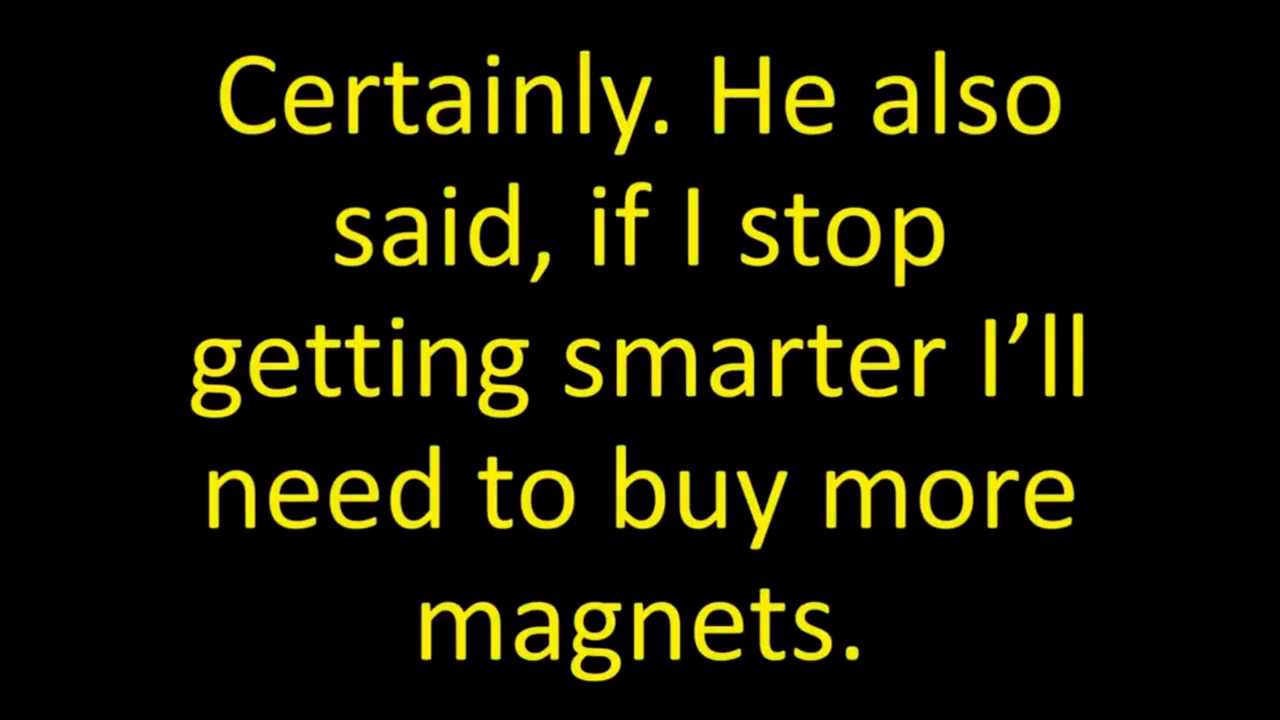 Certainly. He also
said, if I stop
getting smarter I’ll
need to buy more
magnets.